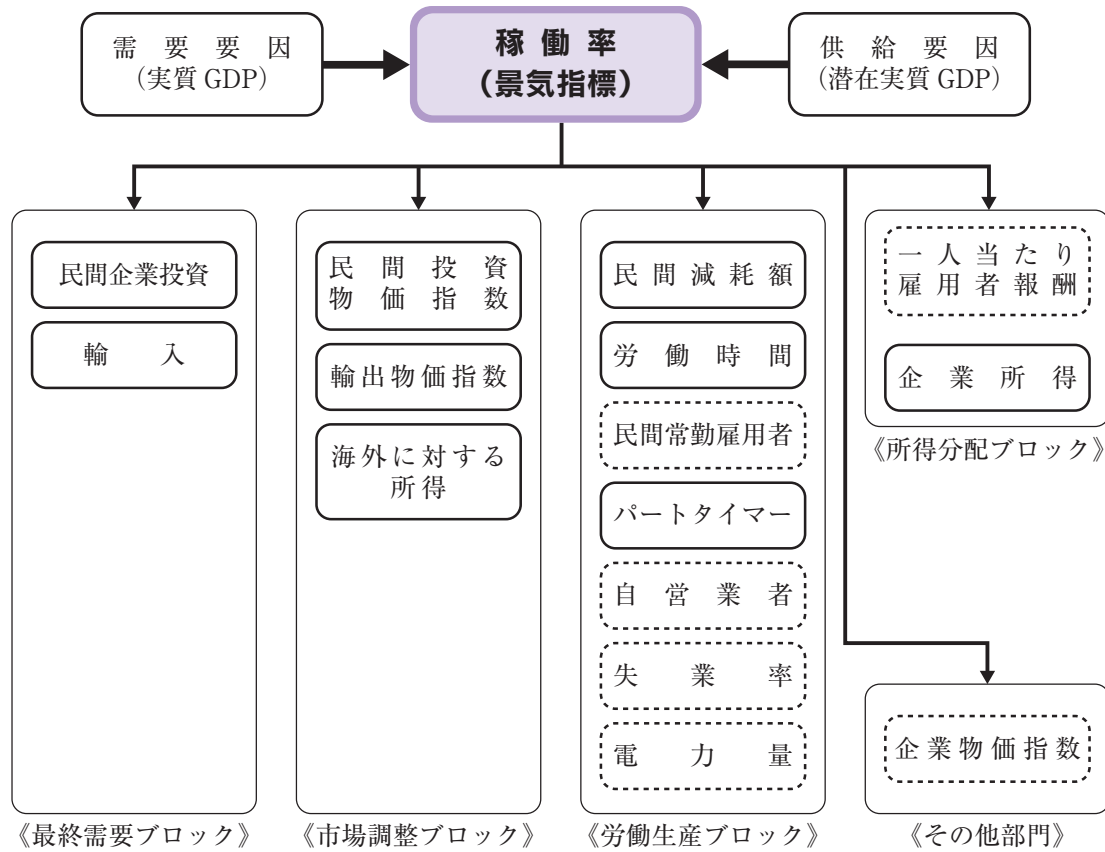 需要要因
(実質 GDP)
稼働率
(景気指標)
供給要因
(潜在実質 GDP)
民間企業投資
輸入
《最終需要ブロック》
民間投資
物価指数
輸出物価指数
海外に対する
所得
《市場調整ブロック》
民間減耗額
労働時間
民間常勤雇用者
パートタイマー
自営業者
失業率
電力量
《労働生産ブロック》
一人当たり
雇用者報酬
企業所得
《所得分配ブロック》
企業物価指数
《その他部門》